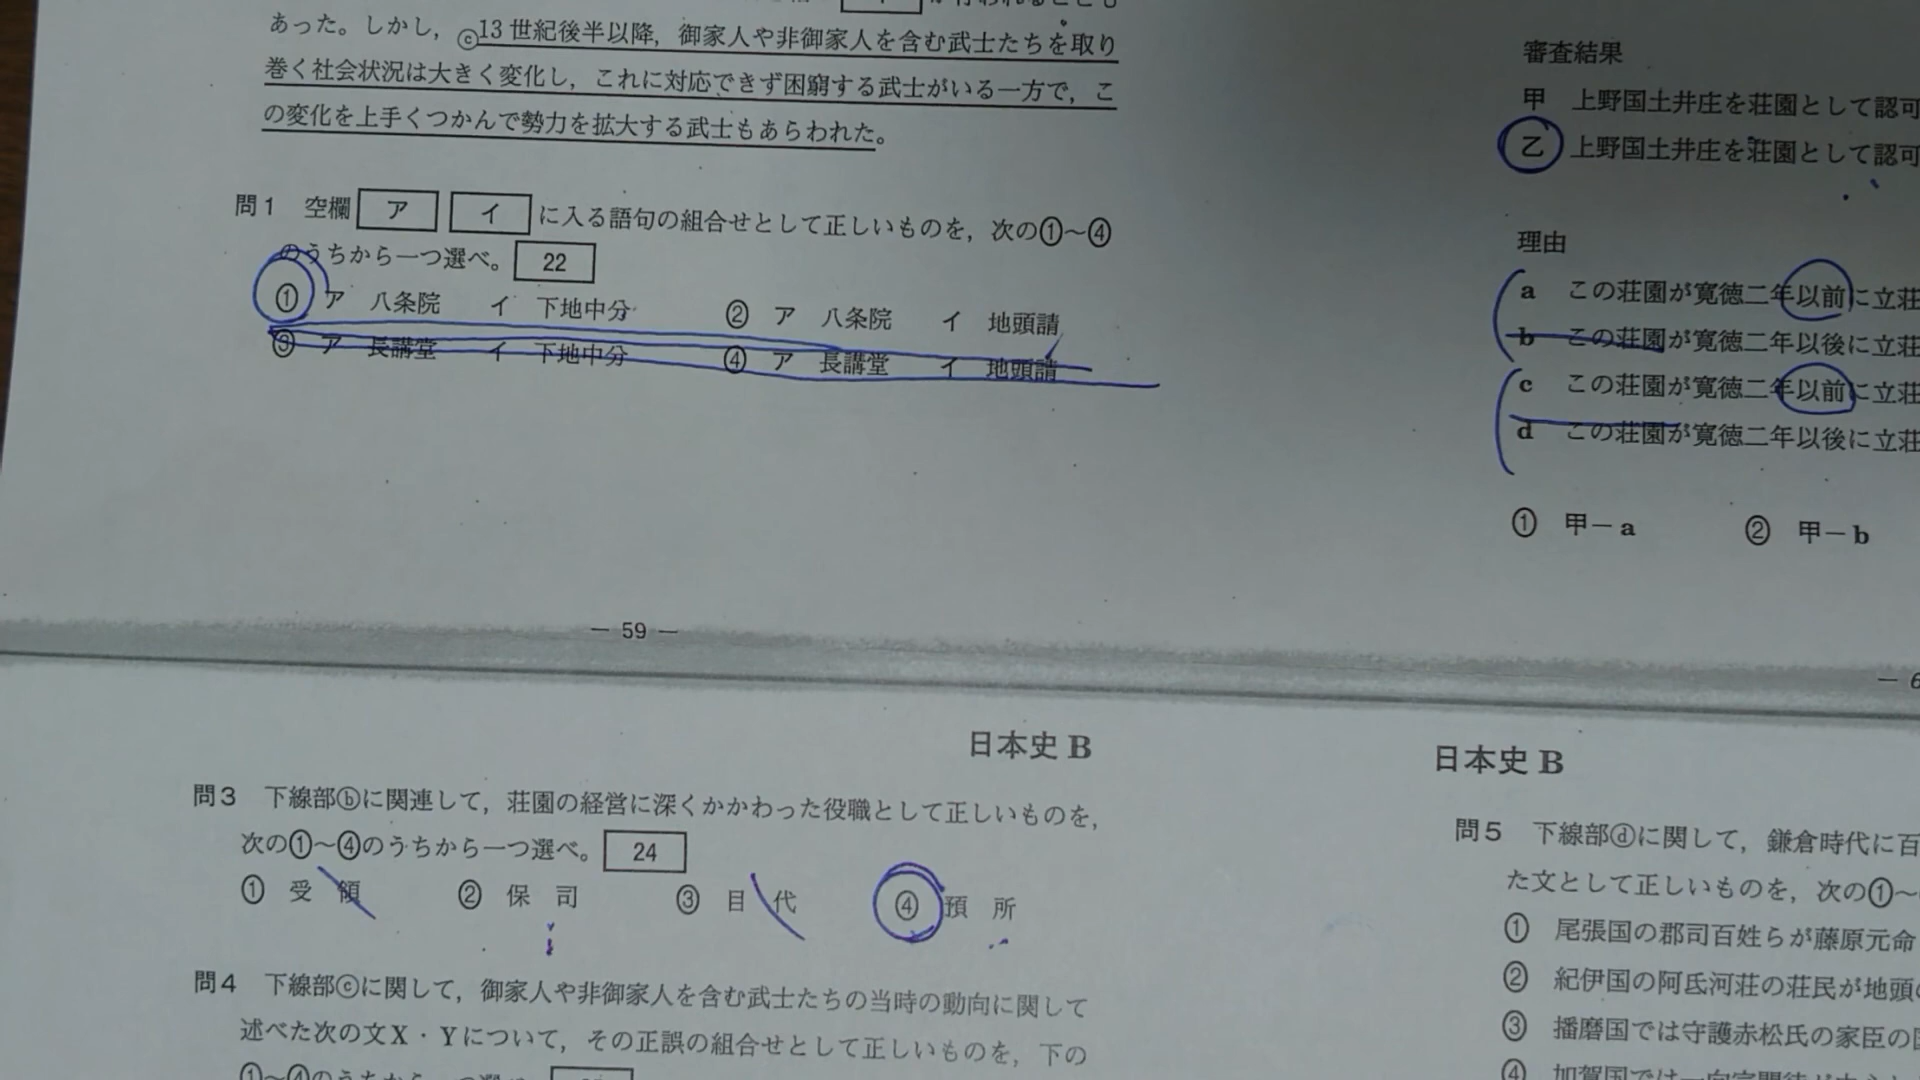 あった。しかし，ⓒ13世紀後半以降，御家人や非御家人を含む武士たちを取り
巻く社会状況は大きく変化し，これに対応できず困窮する武士がいる一方で，こ
の変化を上手くつかんで勢力を拡大する武士もあらわれた。
問1 空欄 ア イ に入る語句の組合せとして正しいものを，次の①～④
のうちから一つ選べ。 22
① ア 八条院 イ 下地中分 ② ア 八条院 イ 地頭請
③ ア 長講堂 イ 下地中分 ④ ア 長講堂 イ 地頭請
― 59 ―
審査結果
甲 上野国土井庄を荘園として認可
乙 上野国土井庄を荘園として認可
理由
a この荘園が寛徳二年以前に立荘
b この荘園が寛徳二年以後に立荘
c この荘園が寛徳二年以前に立荘
d この荘園が寛徳二年以後に立荘
① 甲－a ② 甲－b
日本史B
問3 下線部ⓑに関連して，荘園の経営に深くかかわった役職として正しいものを，
次の①～④のうちから一つ選べ。 24
① 受領 ② 保司 ③ 目代 ④ 預所
問4 下線部ⓒに関して，御家人や非御家人を含む武士たちの当時の動向に関して
述べた次の文X・Yについて，その正誤の組合せとして正しいものを，下の
①～④のうちから
日本史B
問5 下線部ⓓに関して，鎌倉時代に百
た文として正しいものを，次の①～
① 尾張国の郡司百姓らが藤原元命
② 紀伊国の阿氐河荘の荘民が地頭の
③ 播磨国では守護赤松氏の家臣の国
④ 加賀国では一向宗門徒が